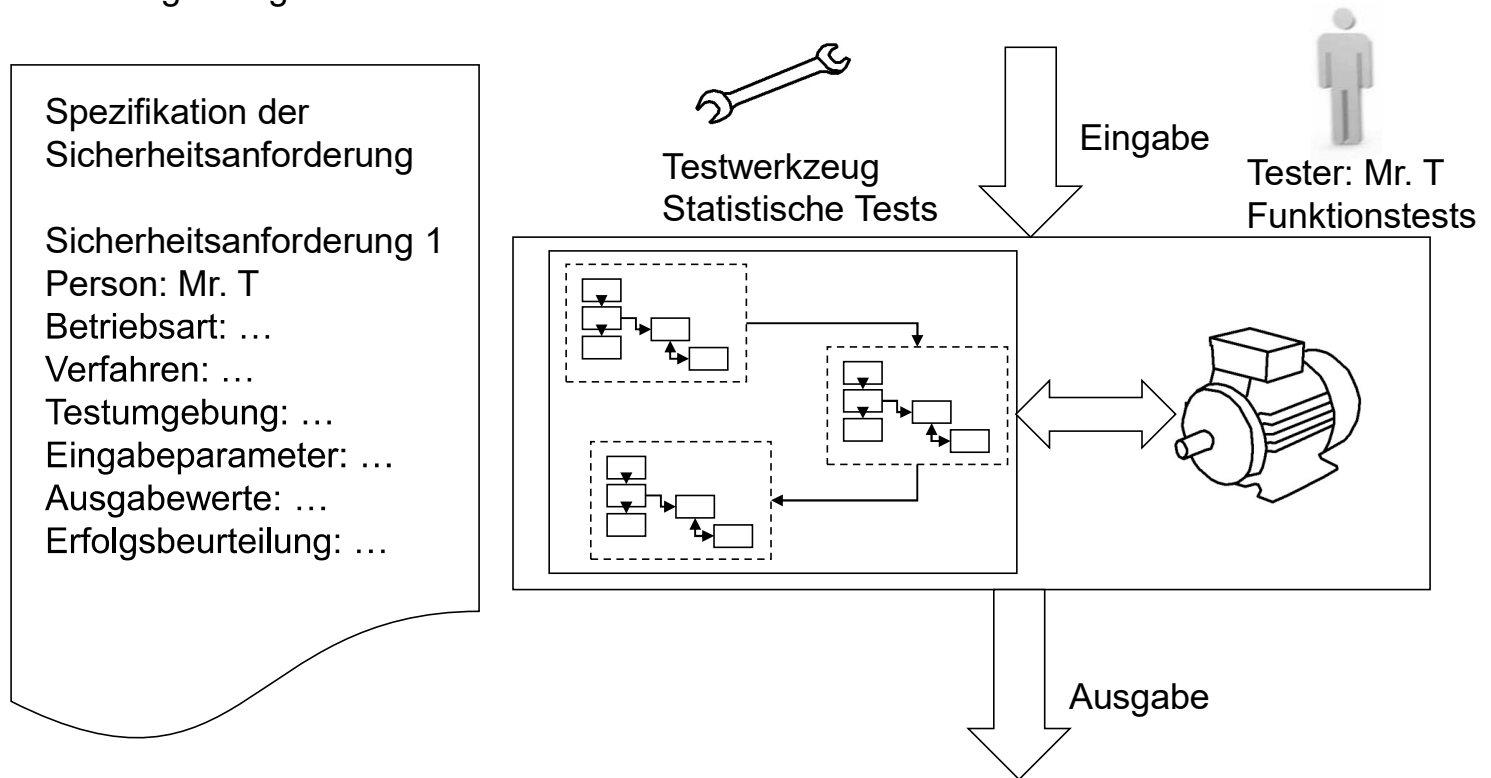 Spezifikation der
Sicherheitsanforderung
Sicherheitsanforderung 1
Person: Mr. T
Betriebsart: …
Verfahren: …
Testumgebung: …
Eingabeparameter: …
Ausgabewerte: …
Erfolgsbeurteilung: …
Testwerkzeug
Statistische Tests
Eingabe
Tester: Mr. T
Funktionstests
Ausgabe